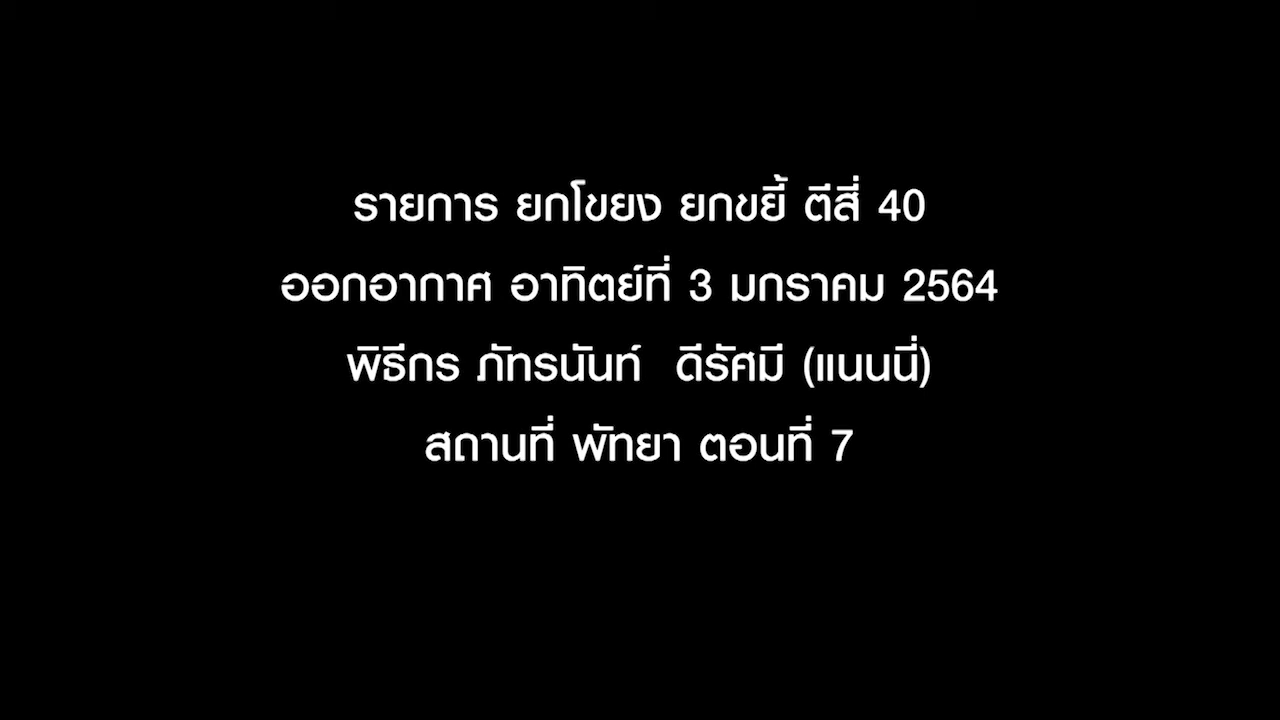 รายการ ยกโขยง ยกขยี้ ตีสี่ 40
ออกอากาศ อาทิตย์ที่ 3 มกราคม 2564
พิธีกร ภัทรนันท์  ดีรัศมี (แนนนี่)
สถานที่ พัทยา ตอนที่ 7